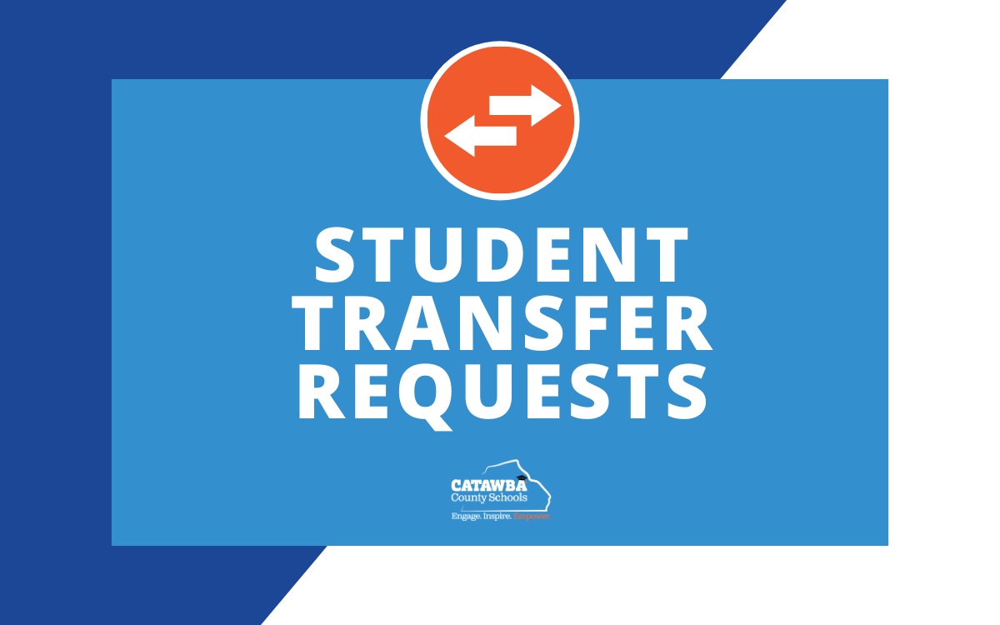 STUDENT
TRANSFER
REQUESTS
CATAWBA
County Schools
Engage. Inspire. Empower.